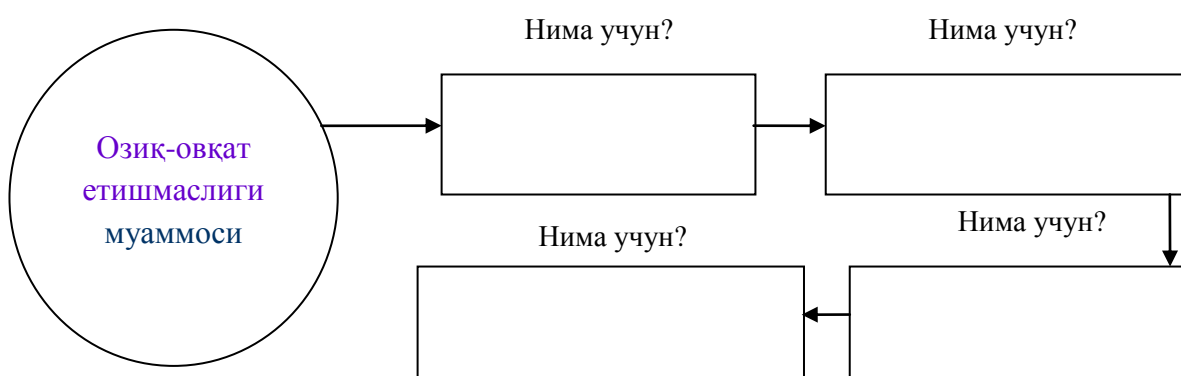 Нима учун?
Нима учун?
Озиқ-овқат
етишмаслиги
муаммоси
Нима учун?
Нима учун?